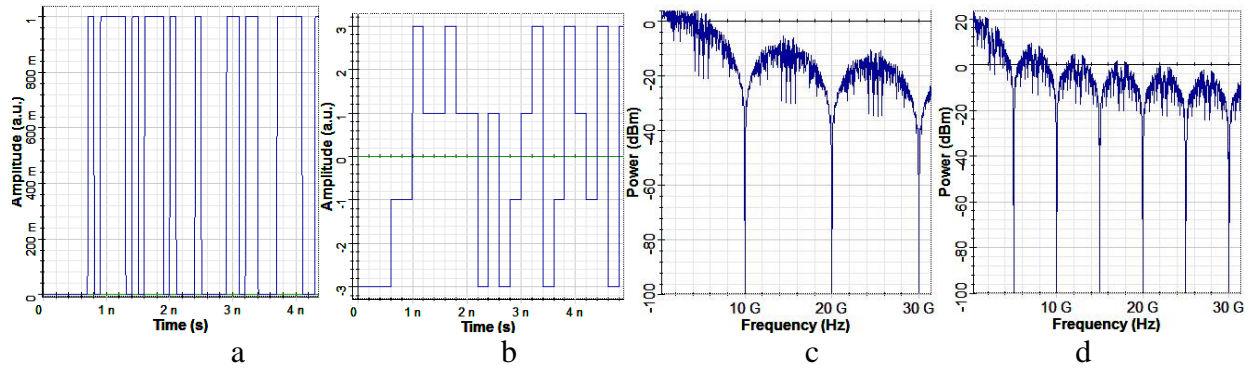 Amplitude (a.u.)
1
E
800
E
600
E
400
E
200
0
0 1 n 2 n 3 n 4 n
Time (s)
a
Amplitude (a.u.)
3
2
1
0
-1
-2
-3
0 1 n 2 n 3 n 4 n
Time (s)
b
Power (dBm)
0
-20
-40
-60
-80
-100
10 G 20 G 30 G
Frequency (Hz)
c
Power (dBm)
20
0
-20
-40
-60
-80
-100
10 G 20 G 30 G
Frequency (Hz)
d